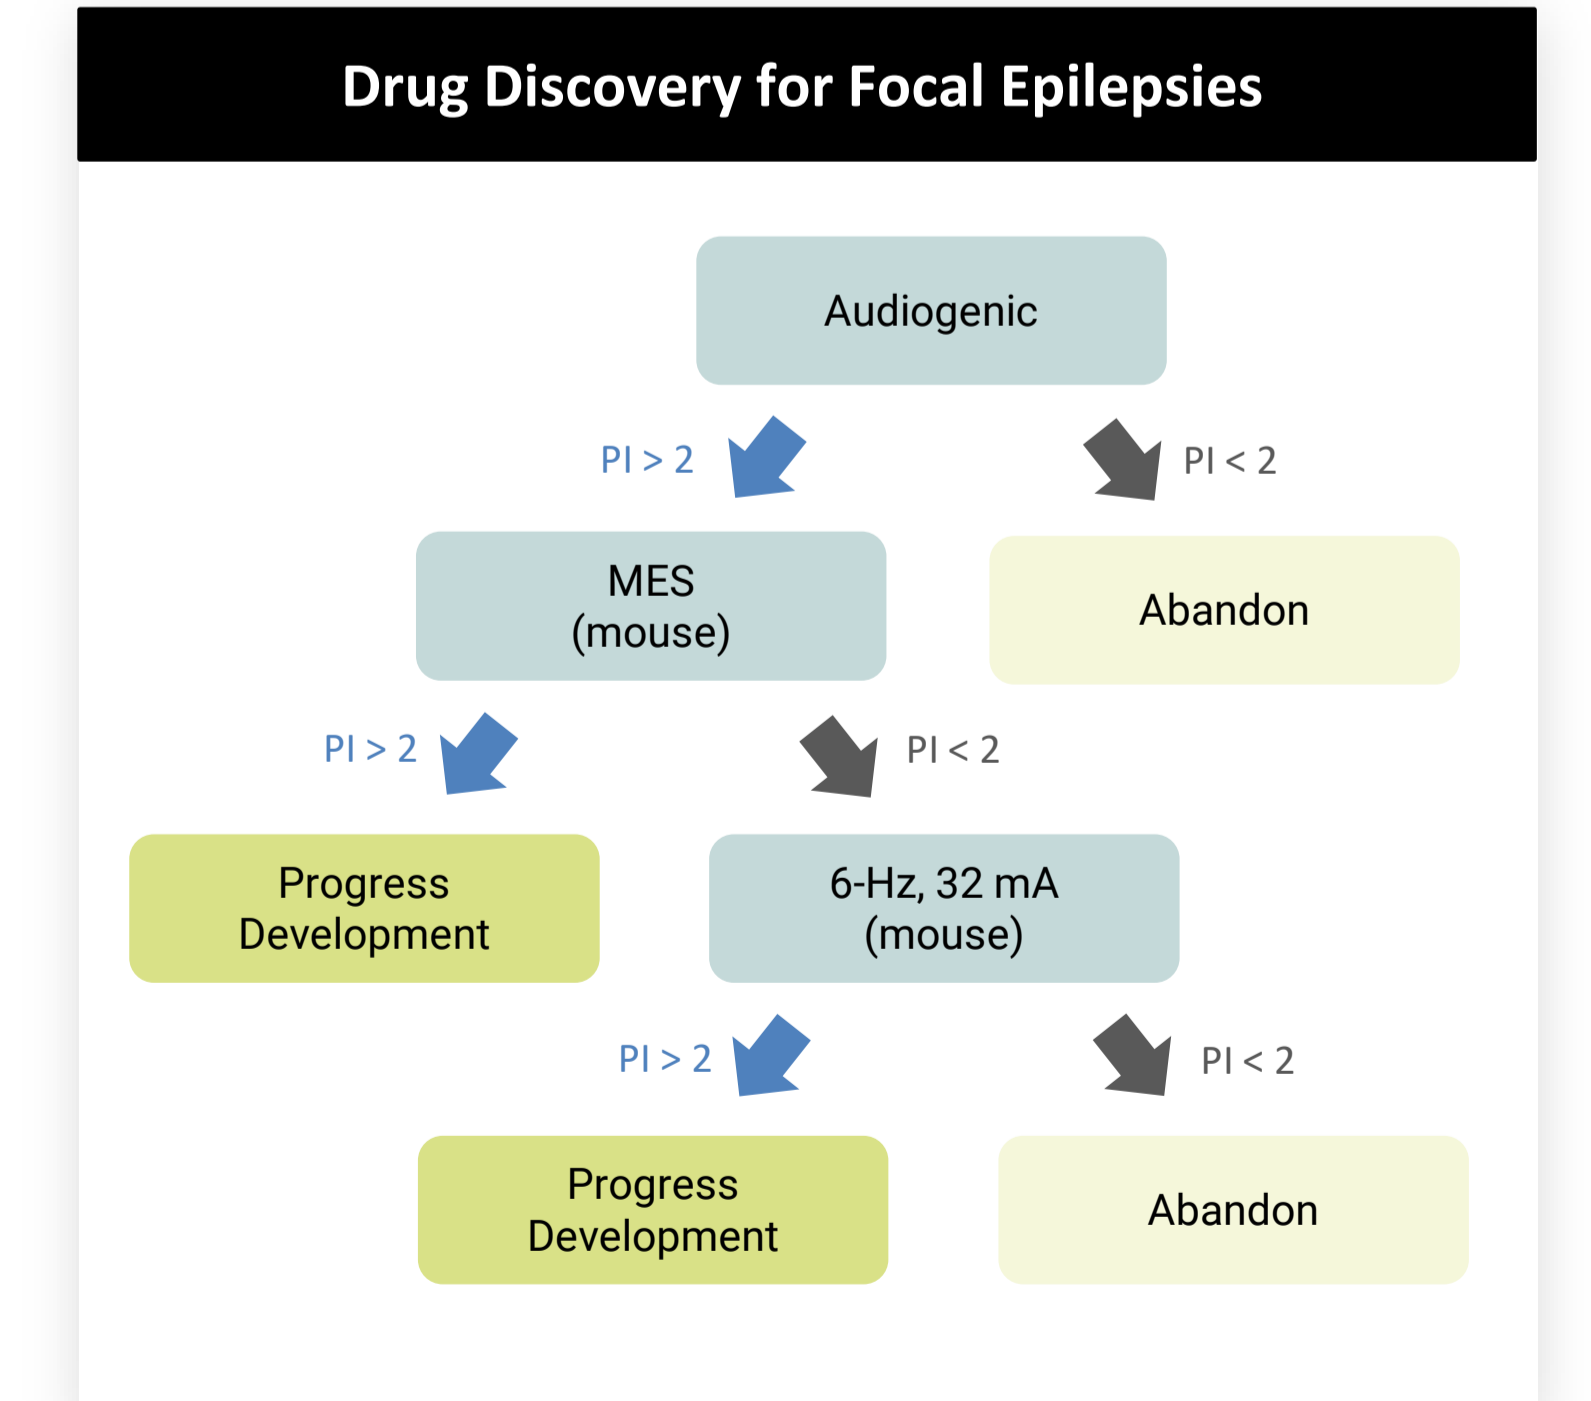 Drug Discovery for Focal Epilepsies
Audiogenic
PI > 2
PI < 2
MES
(mouse)
Abandon
PI > 2
PI < 2
Progress
Development
6-Hz, 32 mA
(mouse)
PI > 2
PI < 2
Progress
Development
Abandon